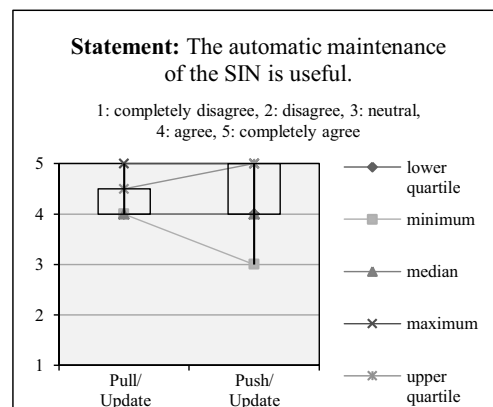 Statement: The automatic maintenance
of the SIN is useful.
1: completely disagree, 2: disagree, 3: neutral,
4: agree, 5: completely agree
5
4
3
2
1
Pull/
Update
Push/
Update
lower
quartile
minimum
median
maximum
upper
quartile